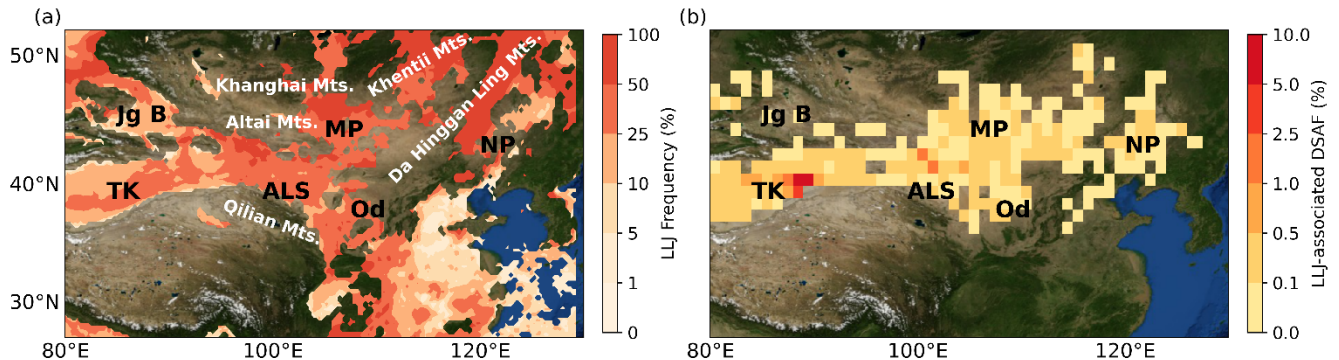 (a)
50°N
40°N
30°N
80°E
100°E
120°E
Khanghai Mts.
Khentii Mts.
Jg B
Altai Mts.
MP
Da Hinggan Ling Mts.
NP
TK
ALS
Od
Qilian Mts.
100
50
25
10
5
1
0
LLJ Frequency (%)
(b)
Jg B
MP
NP
TK
ALS
Od
80°E
100°E
120°E
10.0
5.0
2.5
1.0
0.5
0.1
0.0
LLJ-associated DSAF (%)